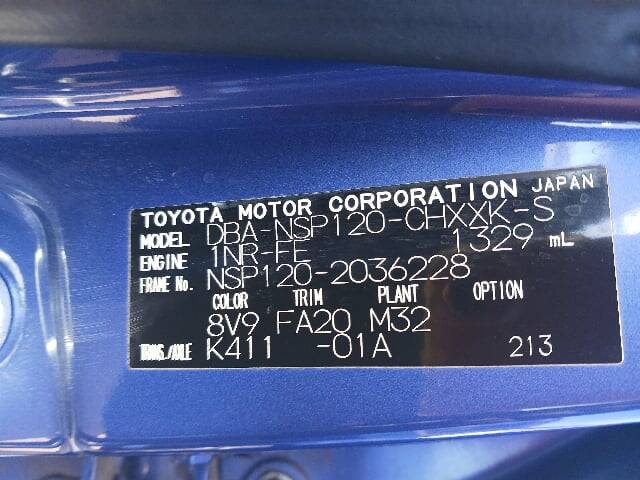 TOYOTA MOTOR CORPORATION JAPAN
MODEL DBA-NSP120-CHXXK-S
ENGINE 1NR-FE 1329 mL
FRAME No. NSP120-2036228
COLOR TRIM PLANT OPTION
8V9 FA20 M32
TRANS./AXLE K411 -01A 213